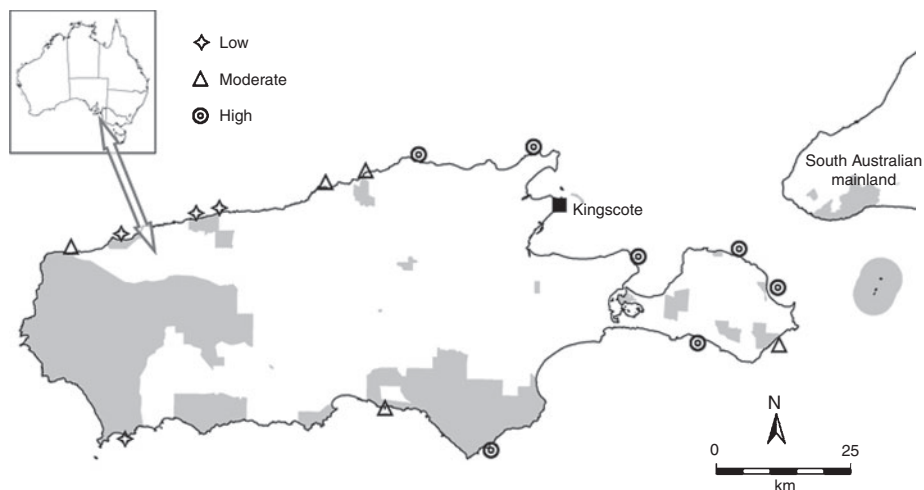 Low
Moderate
High
South Australian
mainland
Kingscote
N
0 25
km